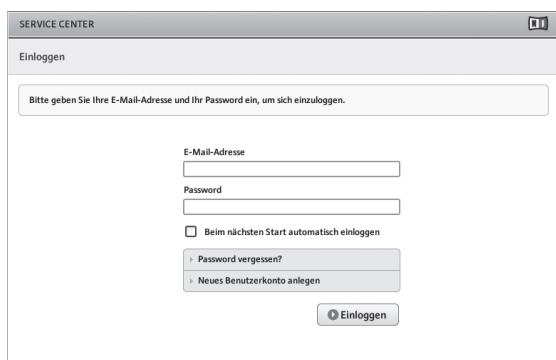 SERVICE CENTER
Einloggen
Bitte geben Sie Ihre E-Mail-Adresse und Ihr Password ein, um sich einzuloggen.
E-Mail-Adresse
Password
Beim nächsten Start automatisch einloggen
Password vergessen?
Neues Benutzerkonto anlegen
Einloggen